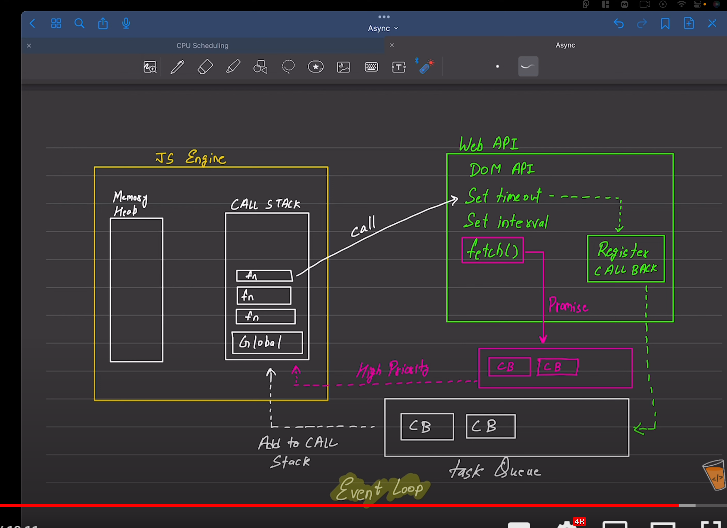 Async
CPU Scheduling
Async
JS Engine
Memory
Heap
CALL STACK
fn
fn
fn
Global
call
Web API
DOM API
Set timeout
Set interval
fetch()
Register
CALL BACK
Promise
CB CB
High Priority
CB CB
Add to CALL
Stack
task Queue
Event Loop
4K